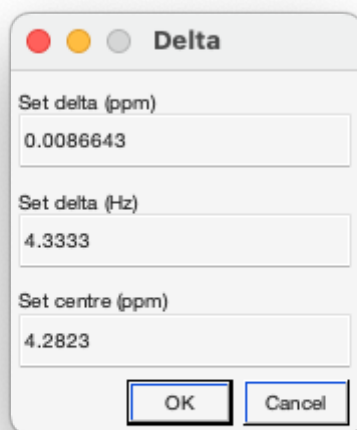 Delta
Set delta (ppm)
0.0086643
Set delta (Hz)
4.3333
Set centre (ppm)
4.2823
OK Cancel